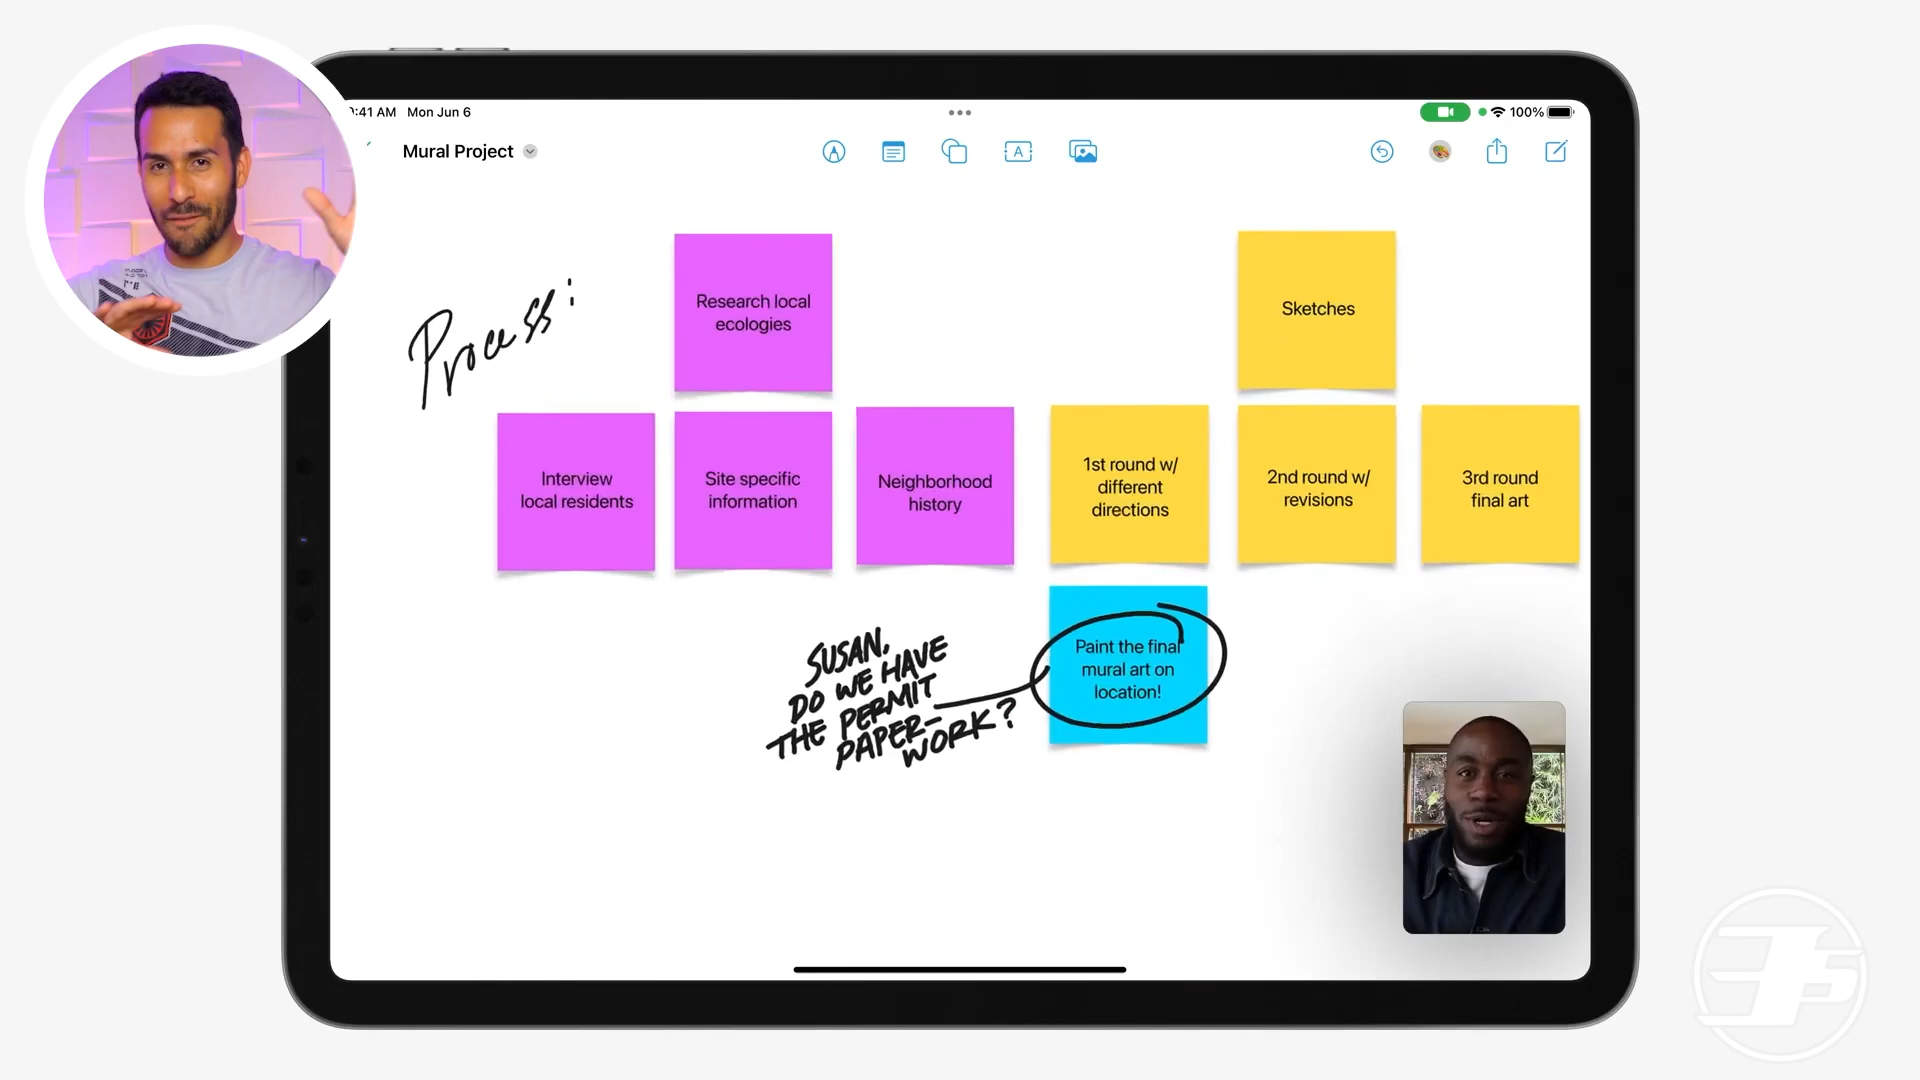 9:41 AM Mon Jun 6
100%
Mural Project
A
Process:
Research local
ecologies
Sketches
Interview
local residents
Site specific
information
Neighborhood
history
1st round w/
different
directions
2nd round w/
revisions
3rd round
final art
SUSAN,
DO WE HAVE
THE PERMIT
PAPER-
WORK?
Paint the final
mural art on
location!